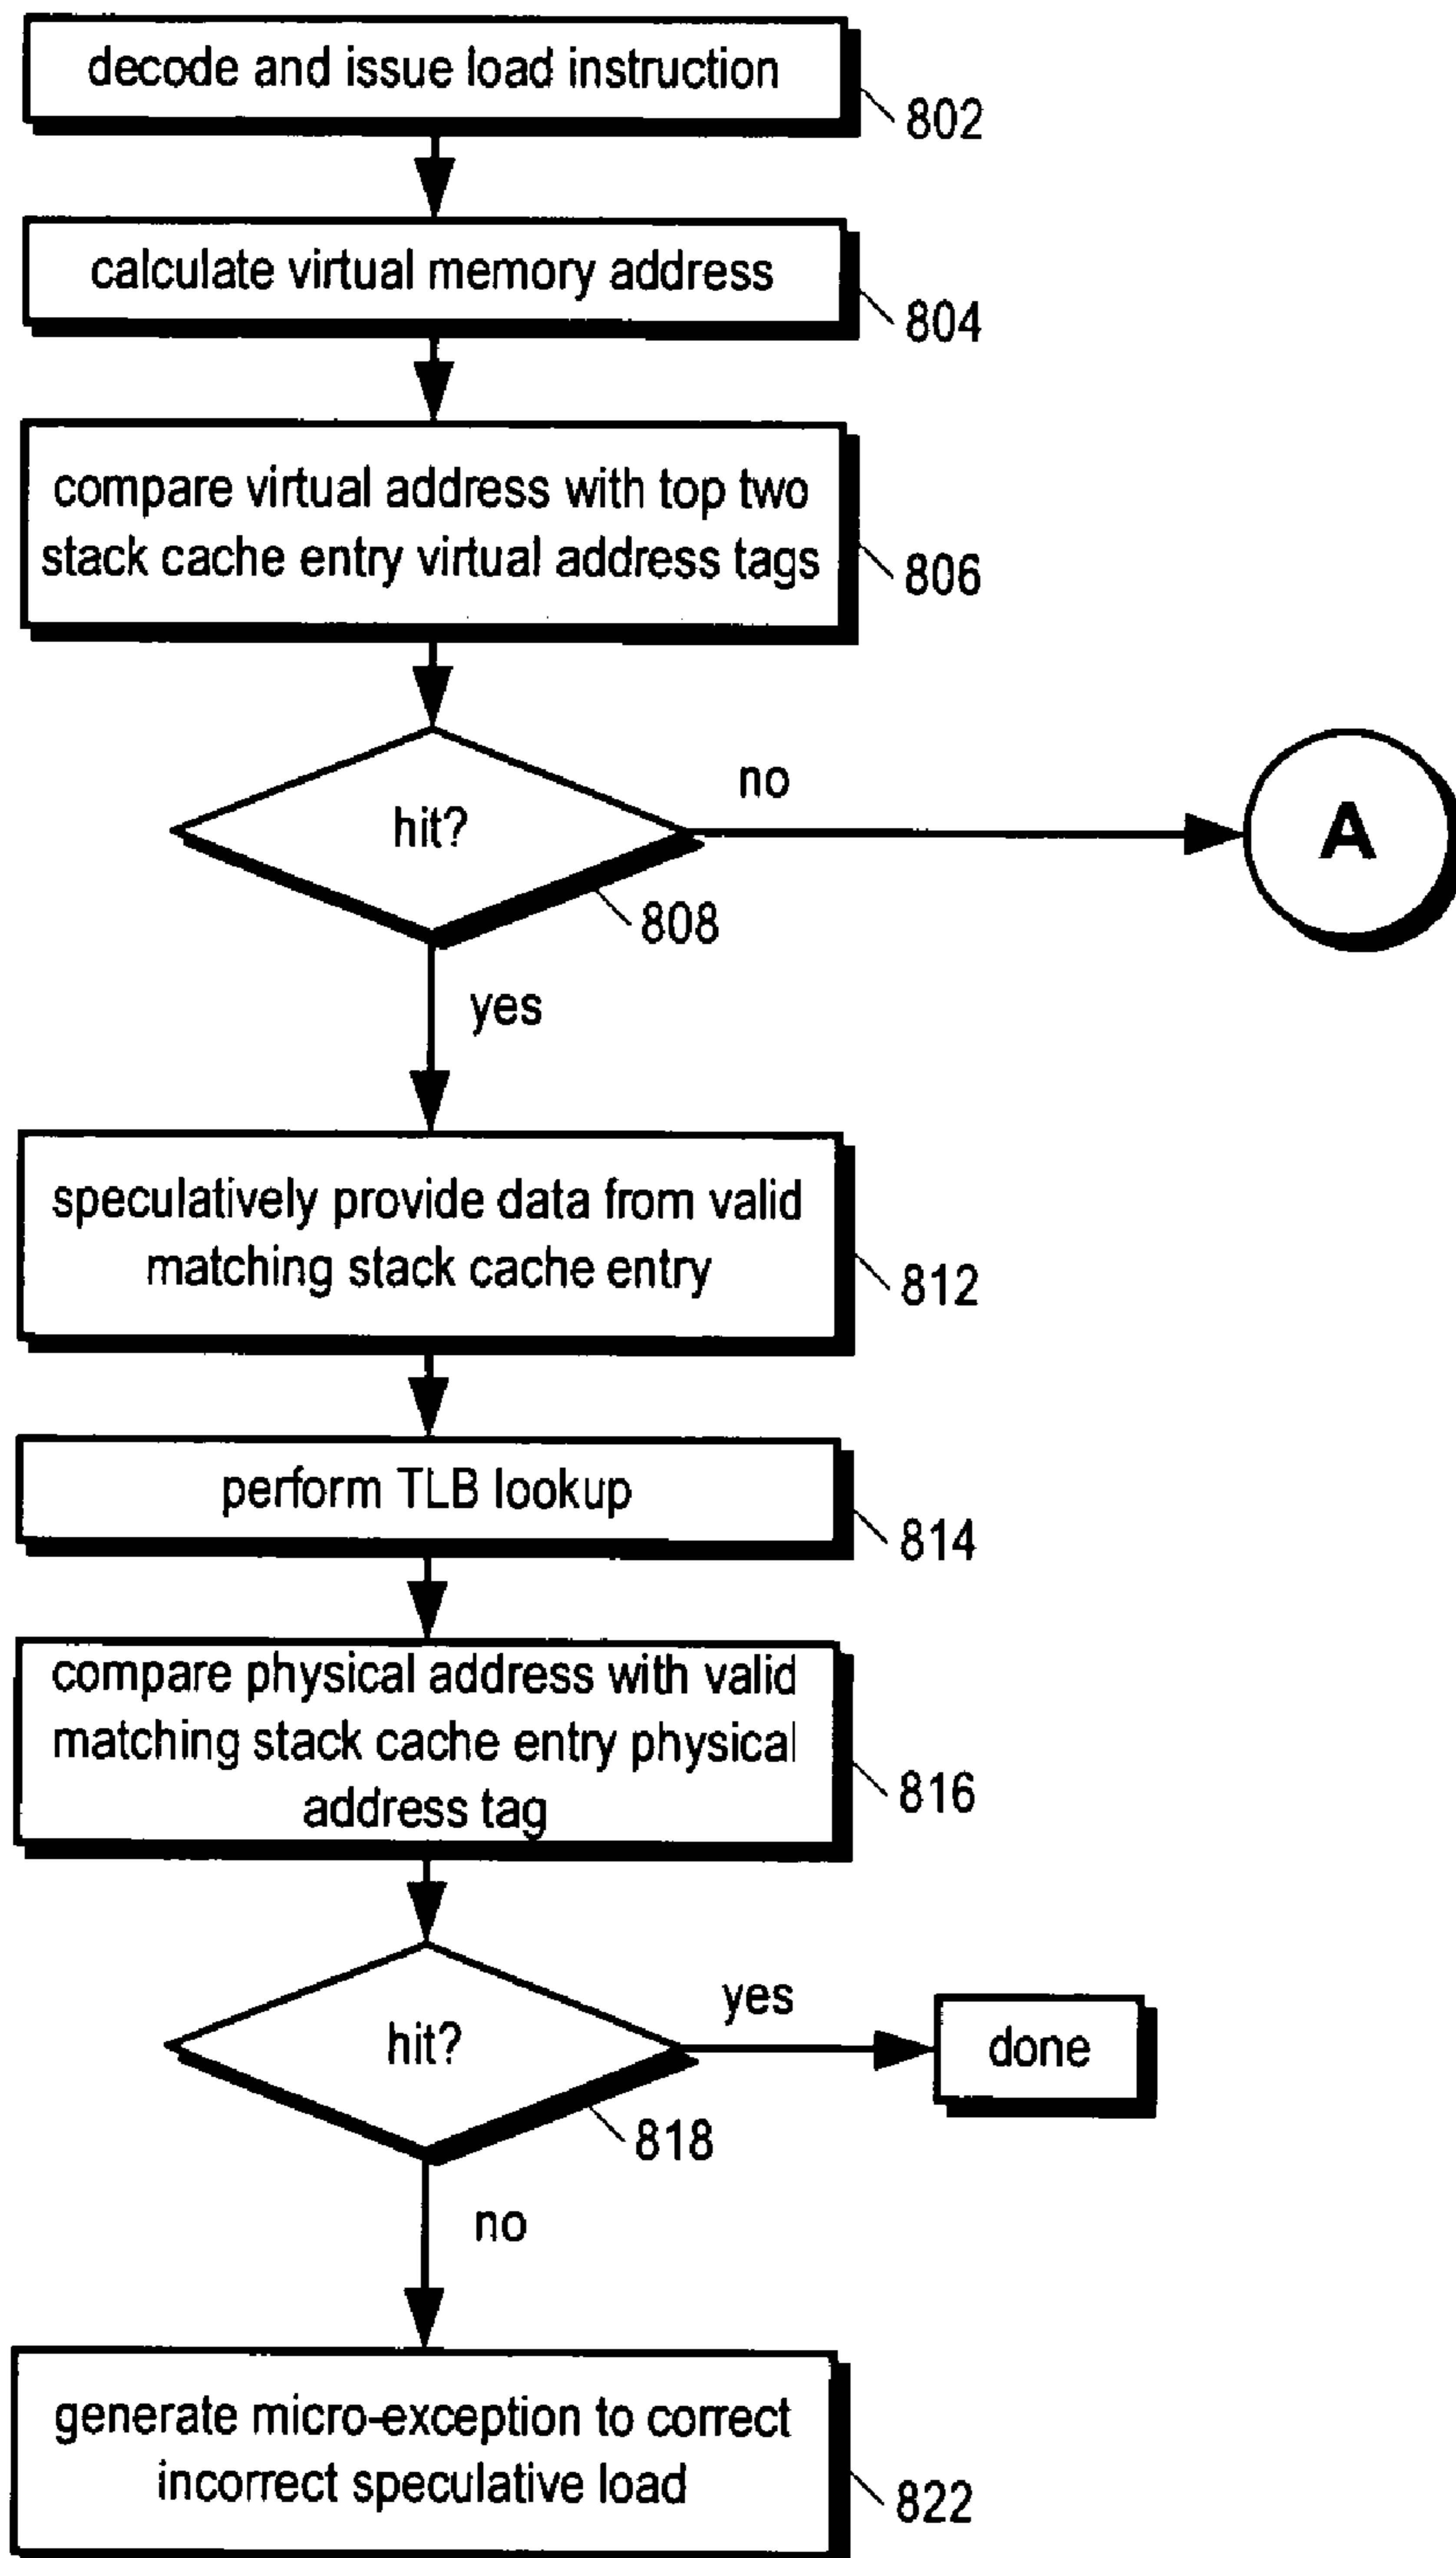 decode and issue load instruction
802
calculate virtual memory address
804
compare virtual address with top two
stack cache entry virtual address tags
806
hit?
no
A
808
yes
speculatively provide data from valid
matching stack cache entry
812
perform TLB lookup
814
compare physical address with valid
matching stack cache entry physical
address tag
816
hit?
yes
done
818
no
generate micro-exception to correct
incorrect speculative load
822